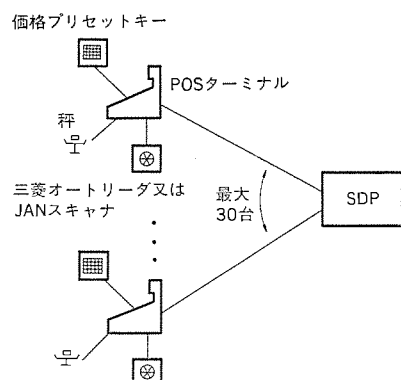 価格プリセットキー
POSターミナル
秤
三菱オートリーダ又は
JANスキャナ
最大
30台
SDP